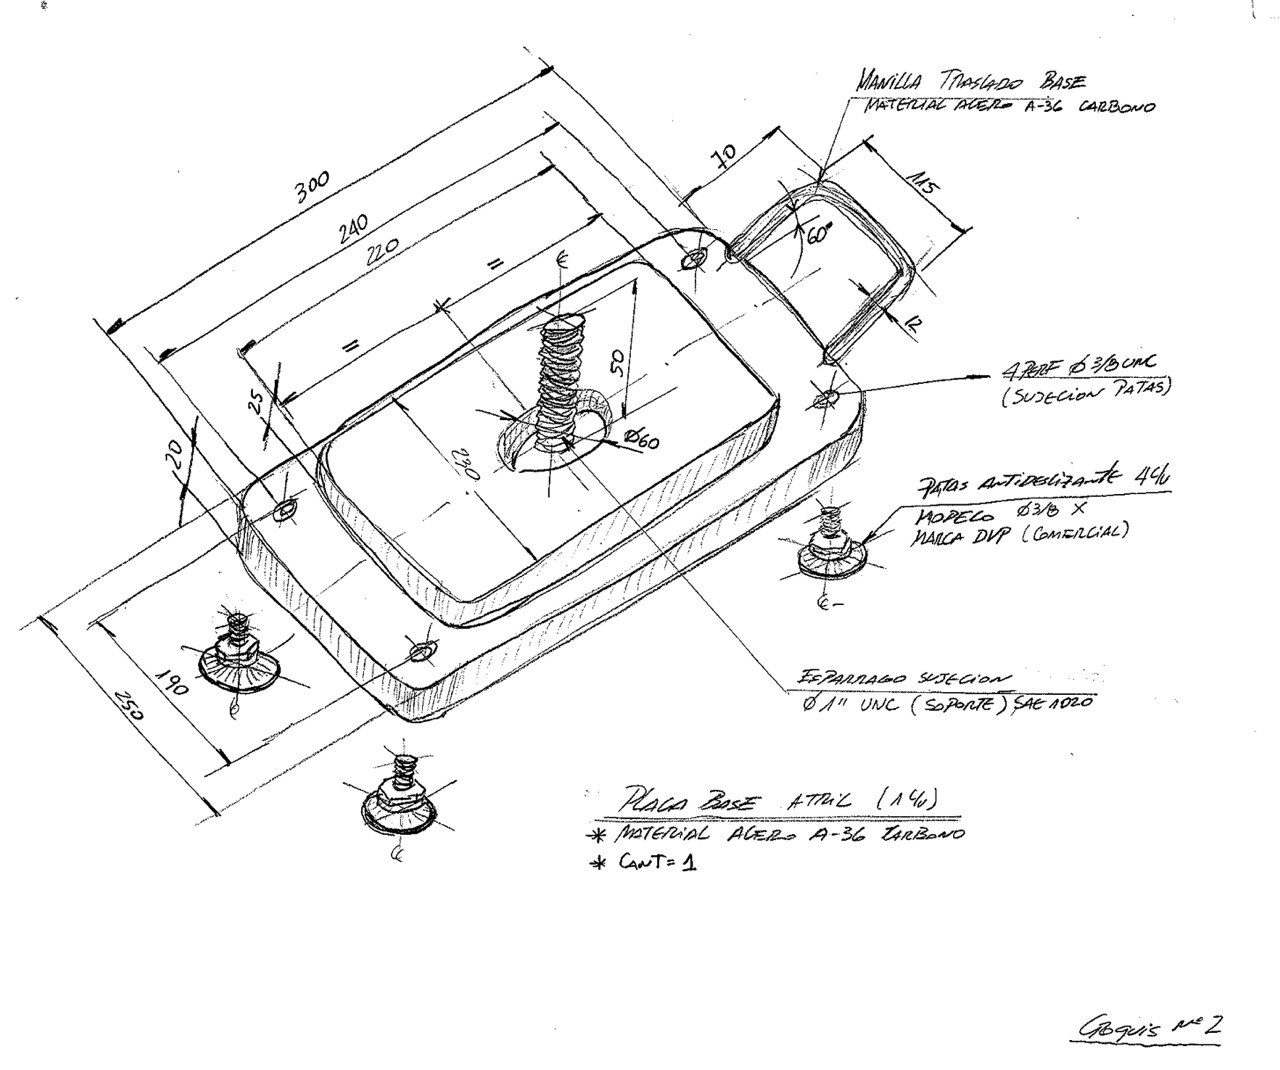 MANILLA TRASLADO BASE
MATERIAL ACERO A-36 CARBONO
70
115
300
240
220
60°
12
=
=
50
25
20
Ø60
230
4 PERF Ø 3/8 UNC
(SUJECION PATAS)
PATAS ANTIDESLIZANTE 4 c/u
MODELO Ø3/8 X
MARCA DVP (COMERCIAL)
190
250
ESPARRAGO SUJECION
Ø 1" UNC (SOPORTE) SAE 1020
PLACA BASE ATRIL (1 c/u)
* MATERIAL ACERO A-36 CARBONO
* CANT = 1
Croquis Nº 2